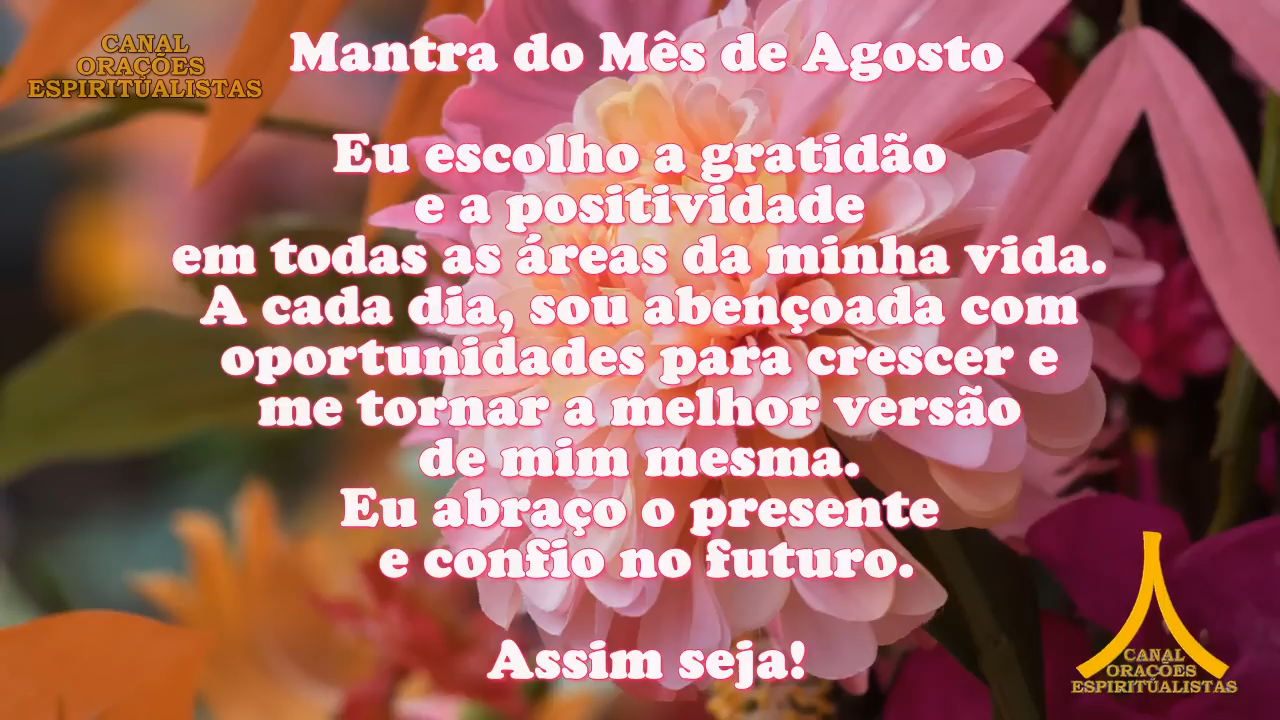 CANAL
ORAÇÕES
ESPIRITUALISTAS
Mantra do Mês de Agosto
Eu escolho a gratidão
e a positividade
em todas as áreas da minha vida.
A cada dia, sou abençoada com
oportunidades para crescer e
me tornar a melhor versão
de mim mesma.
Eu abraço o presente
e confio no futuro.
Assim seja!
CANAL
ORAÇÕES
ESPIRITUALISTAS